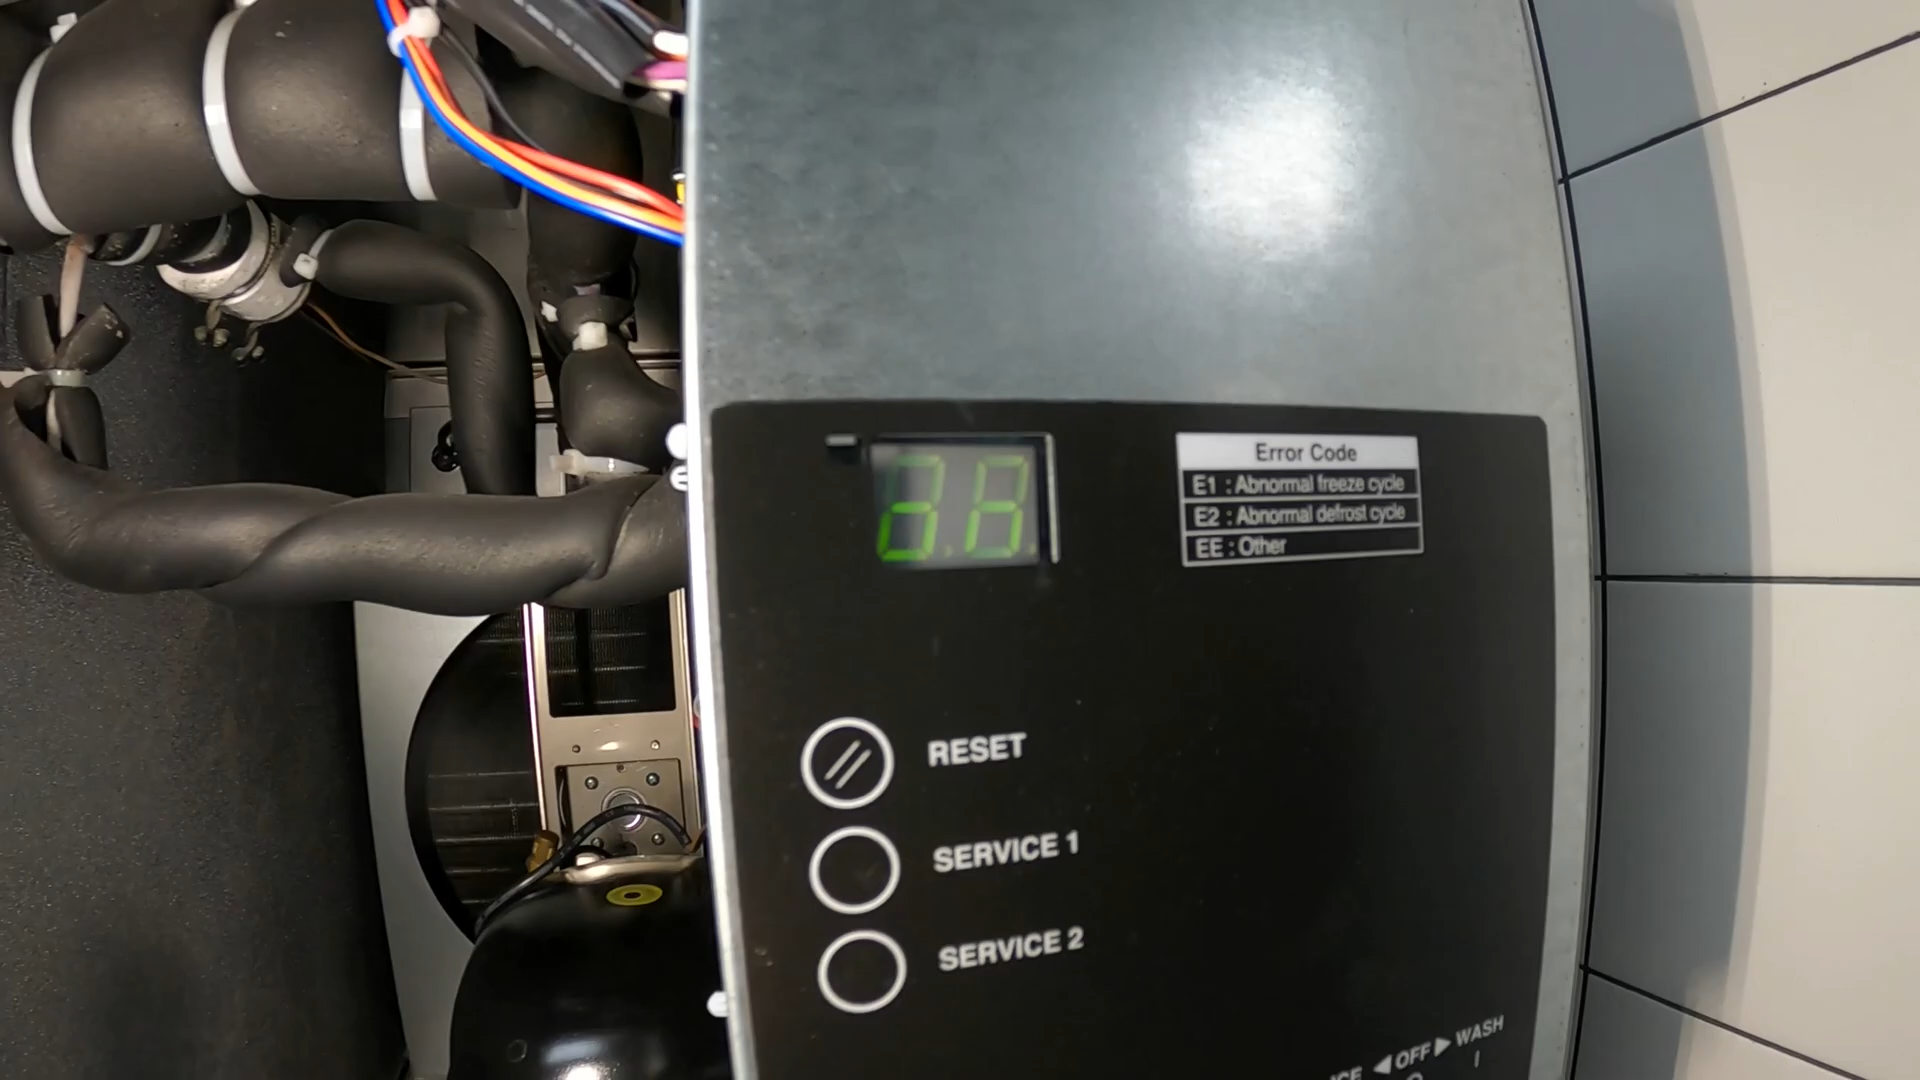 Error Code
E1 : Abnormal freeze cycle
E2 : Abnormal defrost cycle
EE : Other
RESET
SERVICE 1
SERVICE 2
◀ OFF ▶ WASH